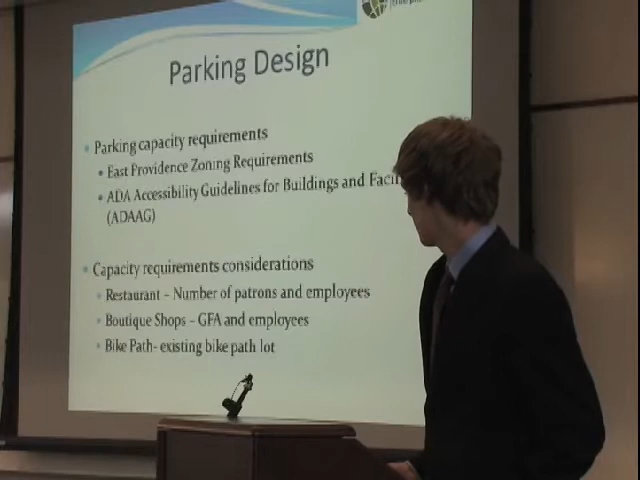 Parking Design
Parking capacity requirements
East Providence Zoning Requirements
ADA Accessibility Guidelines for Buildings and Facil
(ADAAG)
Capacity requirements considerations
Restaurant – Number of patrons and employees
Boutique Shops – GFA and employees
Bike Path- existing bike path lot